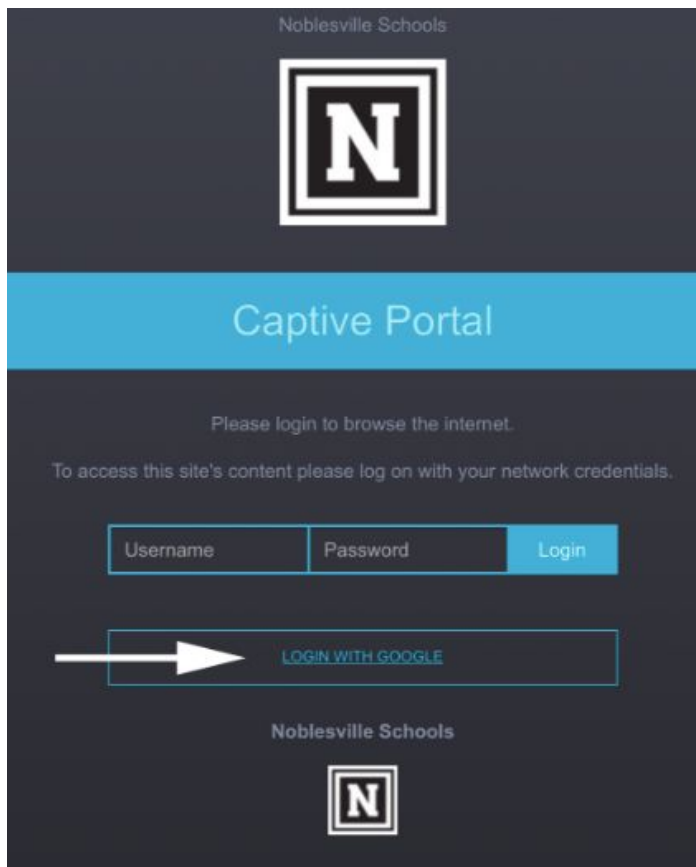 Noblesville Schools
N
Captive Portal
Please login to browse the internet.
To access this site's content please log on with your network credentials.
Username Password Login
LOGIN WITH GOOGLE
Noblesville Schools
N